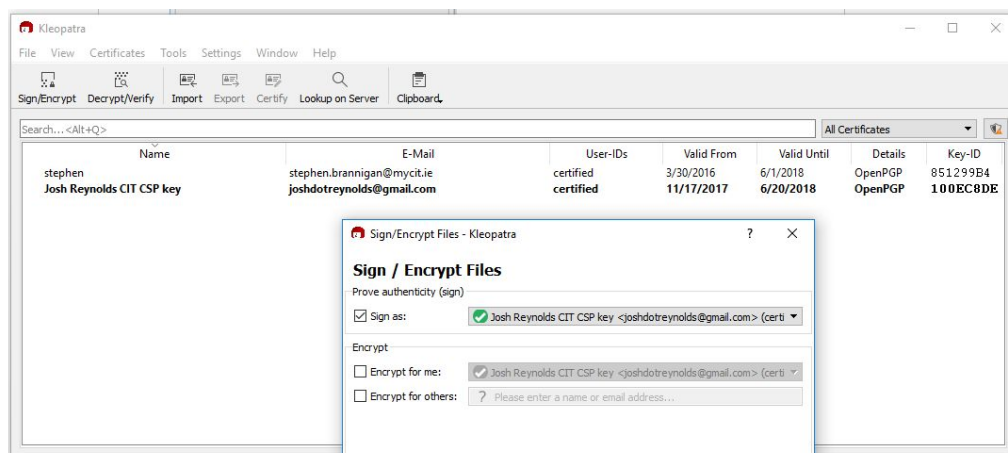 Kleopatra
File View Certificates Tools Settings Window Help
Sign/Encrypt Decrypt/Verify Import Export Certify Lookup on Server Clipboard
Search...<Alt+Q> All Certificates
Name E-Mail User-IDs Valid From Valid Until Details Key-ID
stephen stephen.brannigan@mycit.ie certified 3/30/2016 6/1/2018 OpenPGP 851299B4
Josh Reynolds CIT CSP key joshdotreynolds@gmail.com certified 11/17/2017 6/20/2018 OpenPGP 100EC8DE
Sign/Encrypt Files - Kleopatra ?
Sign / Encrypt Files
Prove authenticity (sign)
Sign as: Josh Reynolds CIT CSP key <joshdotreynolds@gmail.com> (certi
Encrypt
Encrypt for me: Josh Reynolds CIT CSP key <joshdotreynolds@gmail.com> (certi
Encrypt for others: ? Please enter a name or email address...